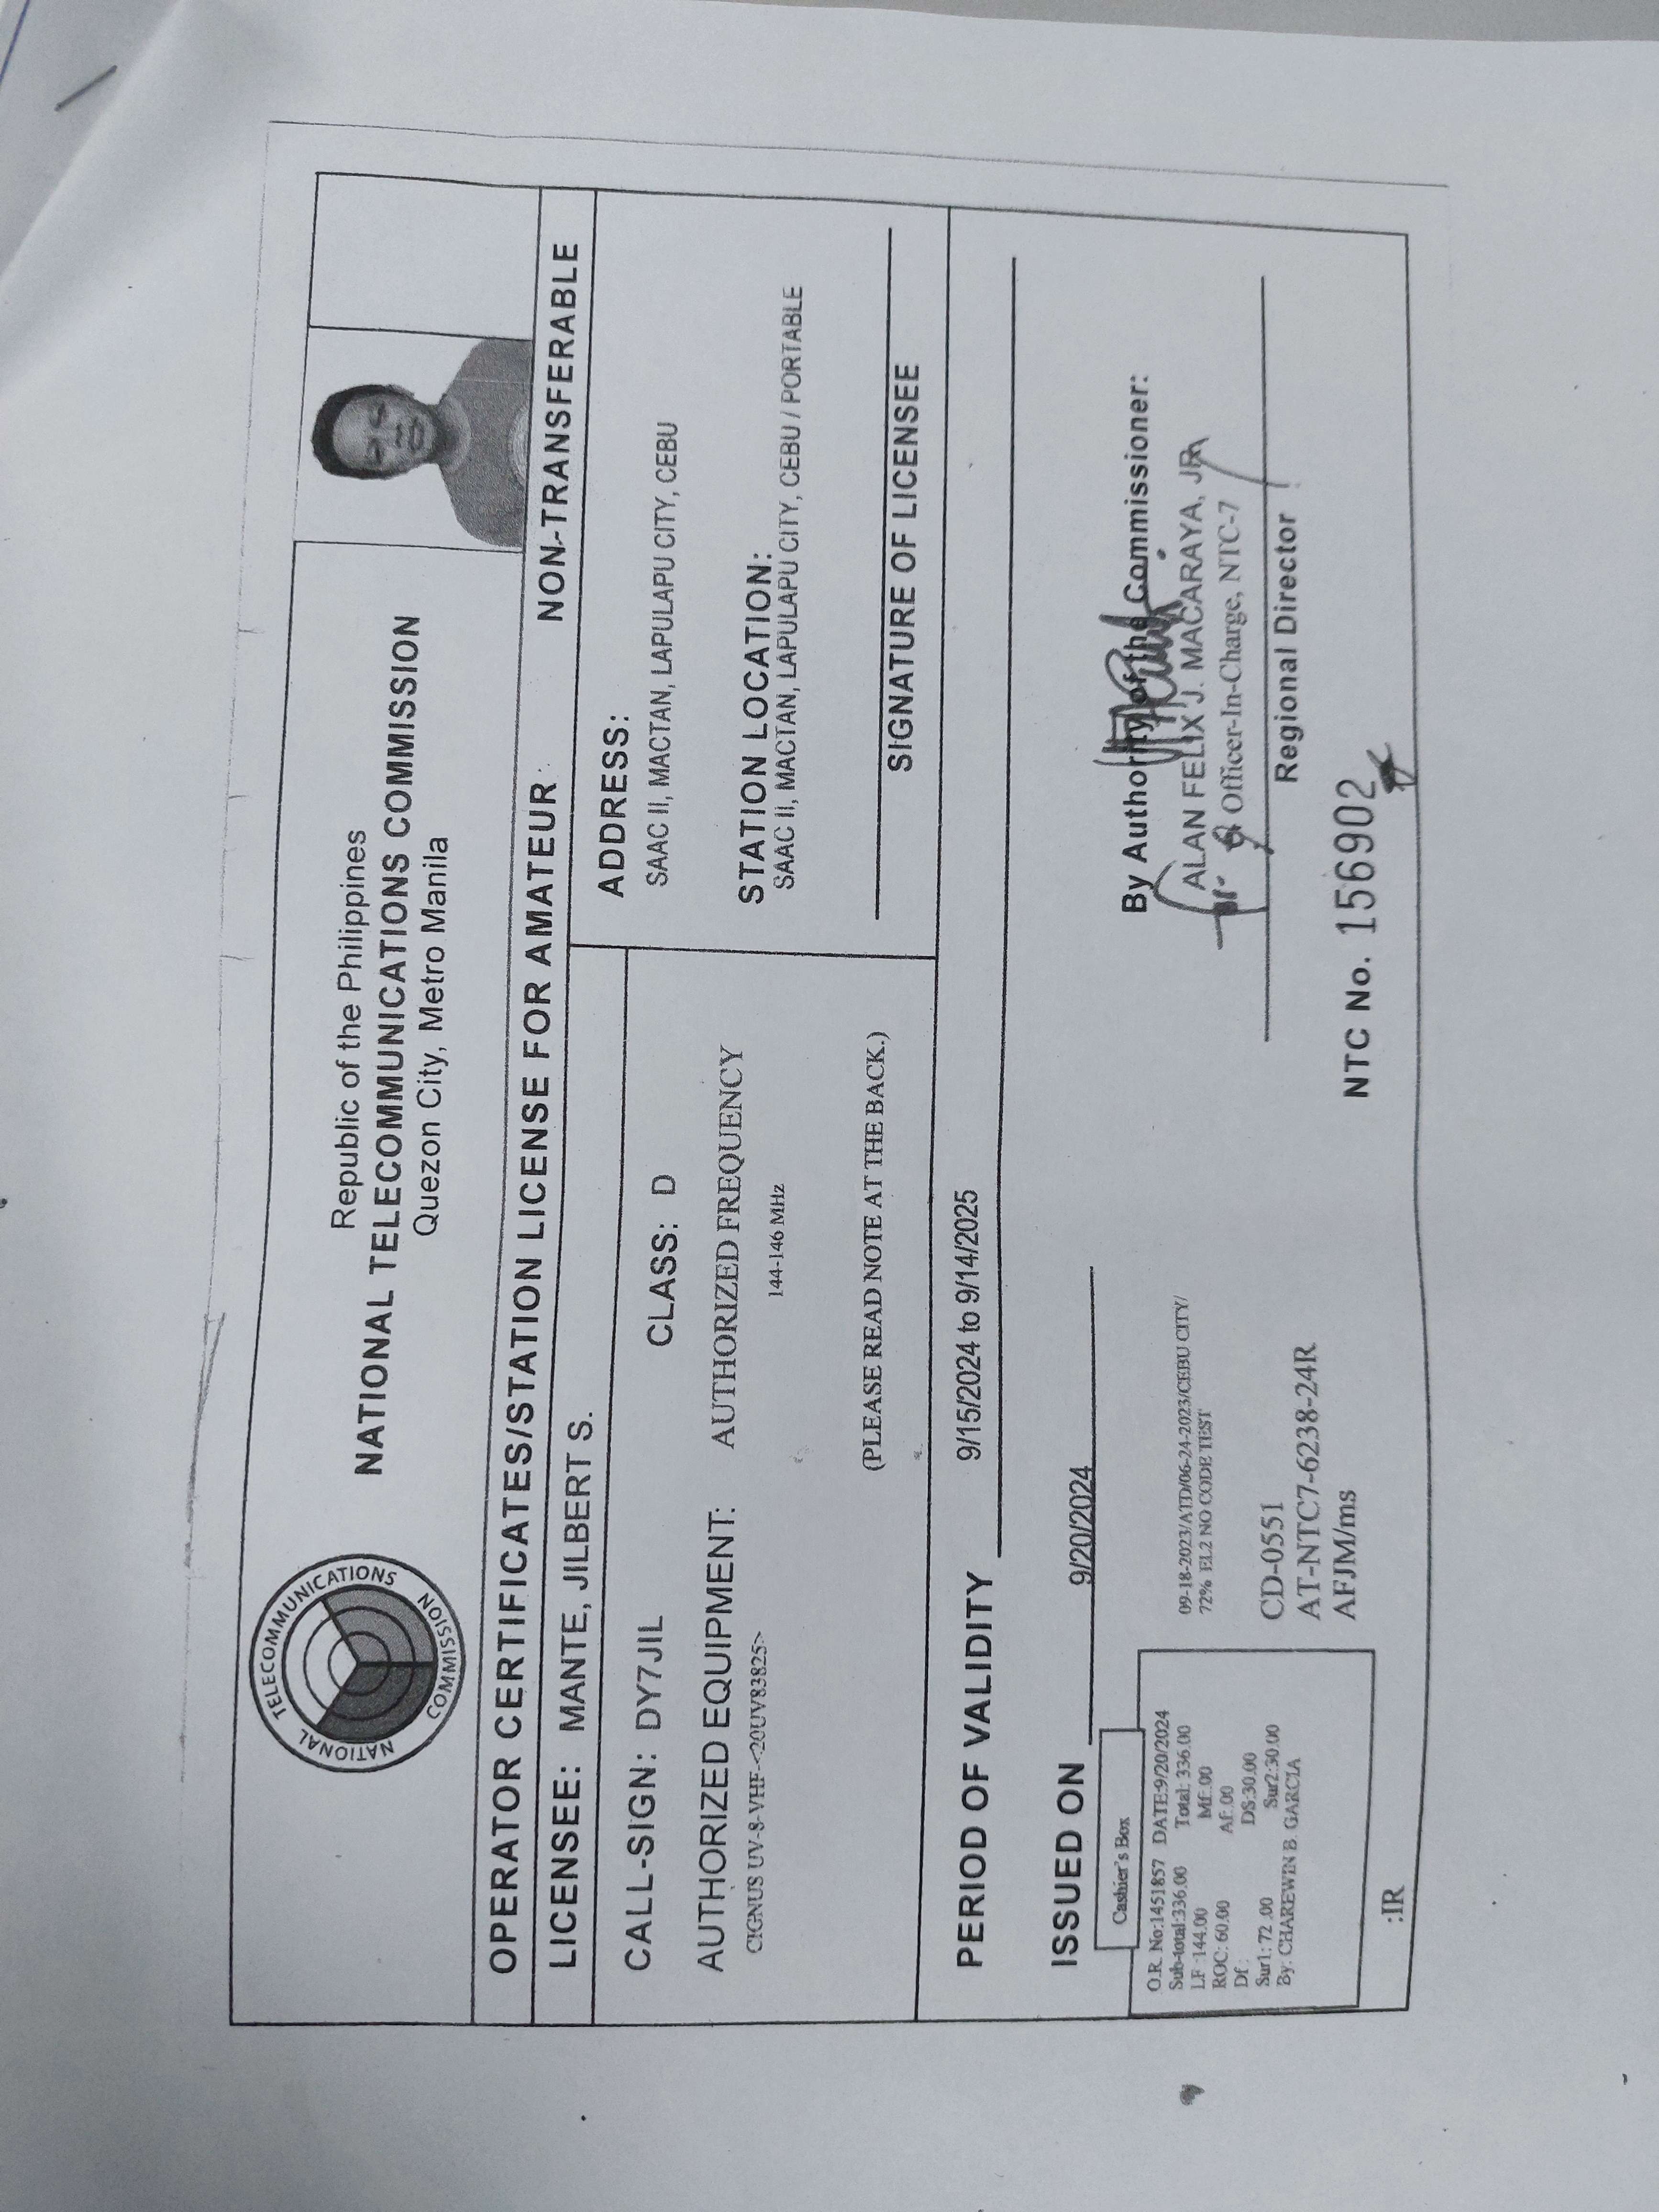 NATIONAL TELECOMMUNICATIONS COMMISSION
Republic of the Philippines
NATIONAL TELECOMMUNICATIONS COMMISSION
Quezon City, Metro Manila
OPERATOR CERTIFICATES/STATION LICENSE FOR AMATEUR NON-TRANSFERABLE
LICENSEE: MANTE, JILBERT S.
CALL-SIGN: DY7JIL CLASS: D
AUTHORIZED EQUIPMENT: AUTHORIZED FREQUENCY
CIGNUS UV-8-VHF-<20UV83825> 144-146 MHz
(PLEASE READ NOTE AT THE BACK.)
ADDRESS:
SAAC II, MACTAN, LAPULAPU CITY, CEBU
STATION LOCATION:
SAAC II, MACTAN, LAPULAPU CITY, CEBU / PORTABLE
SIGNATURE OF LICENSEE
PERIOD OF VALIDITY 9/15/2024 to 9/14/2025
ISSUED ON 9/20/2024
Cashier's Box
O.R. No:1451857 DATE:9/20/2024
Sub-total:336.00 Total: 336.00
LF :144.00 Mf:.00
ROC: 60.00 Af:.00
Df: DS:30.00
Sur1: 72 .00 Sur2:30.00
By: CHAREWIN B. GARCIA
:IR
09-18-2023/ATD/06-24-2023/CEBU CITY/
72% EL2 NO CODE TEST
CD-0551
AT-NTC7-6238-24R
AFJM/ms
By Authority of the Commissioner:
ALAN FELIX J. MACARAYA, JR
Officer-In-Charge, NTC-7
Regional Director
NTC No. 156902